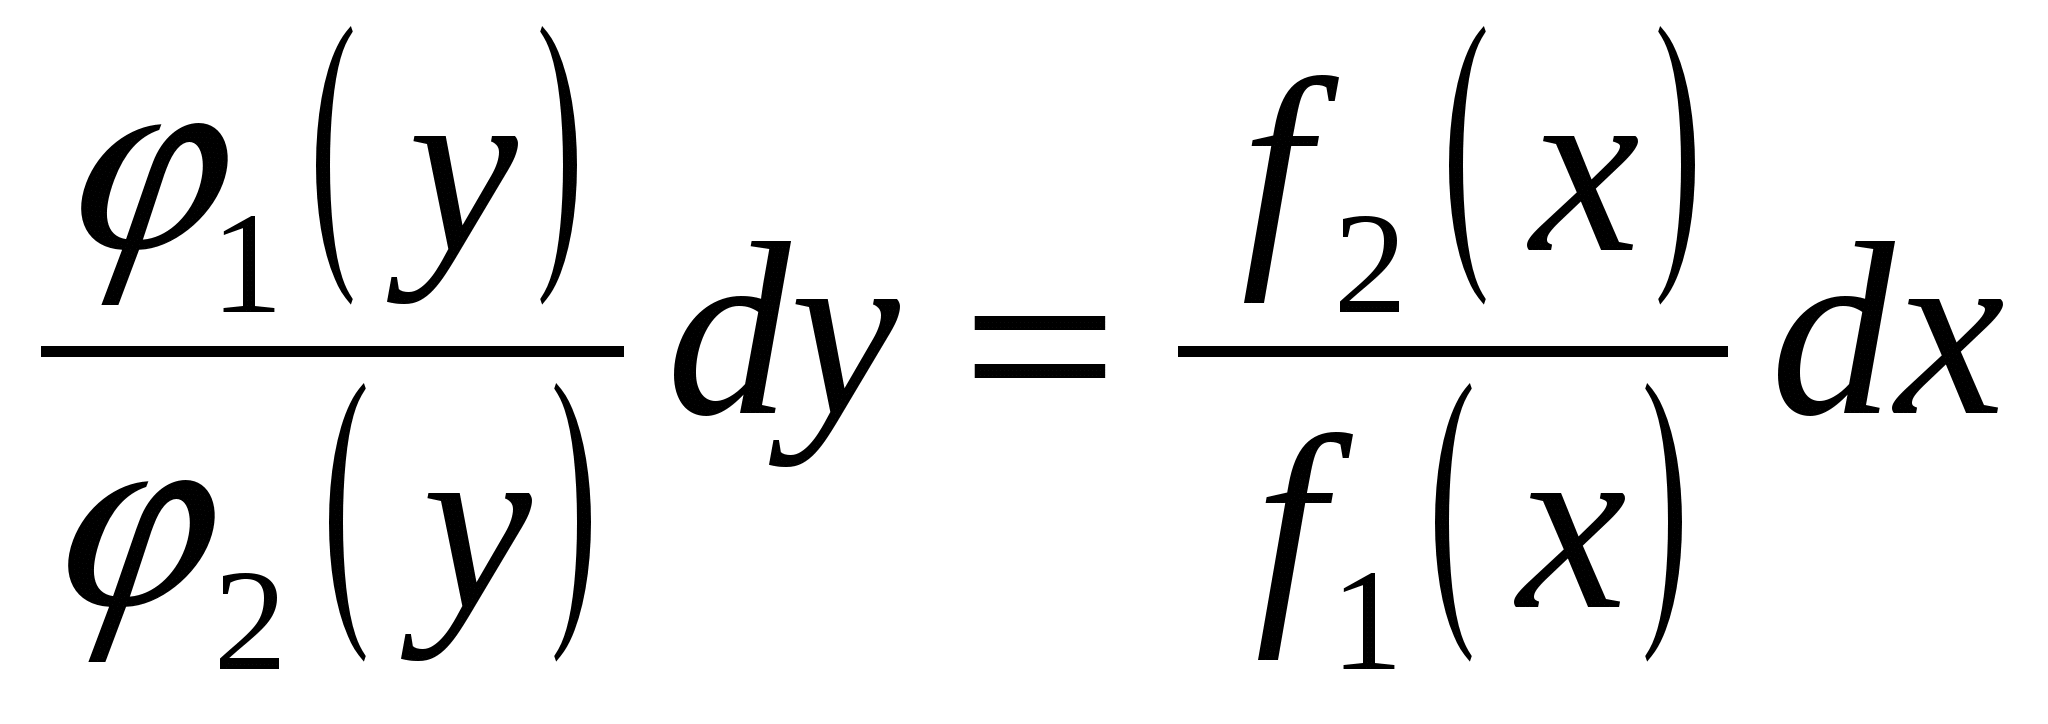 φ₁(y)/φ₂(y) dy = f₂(x)/f₁(x) dx